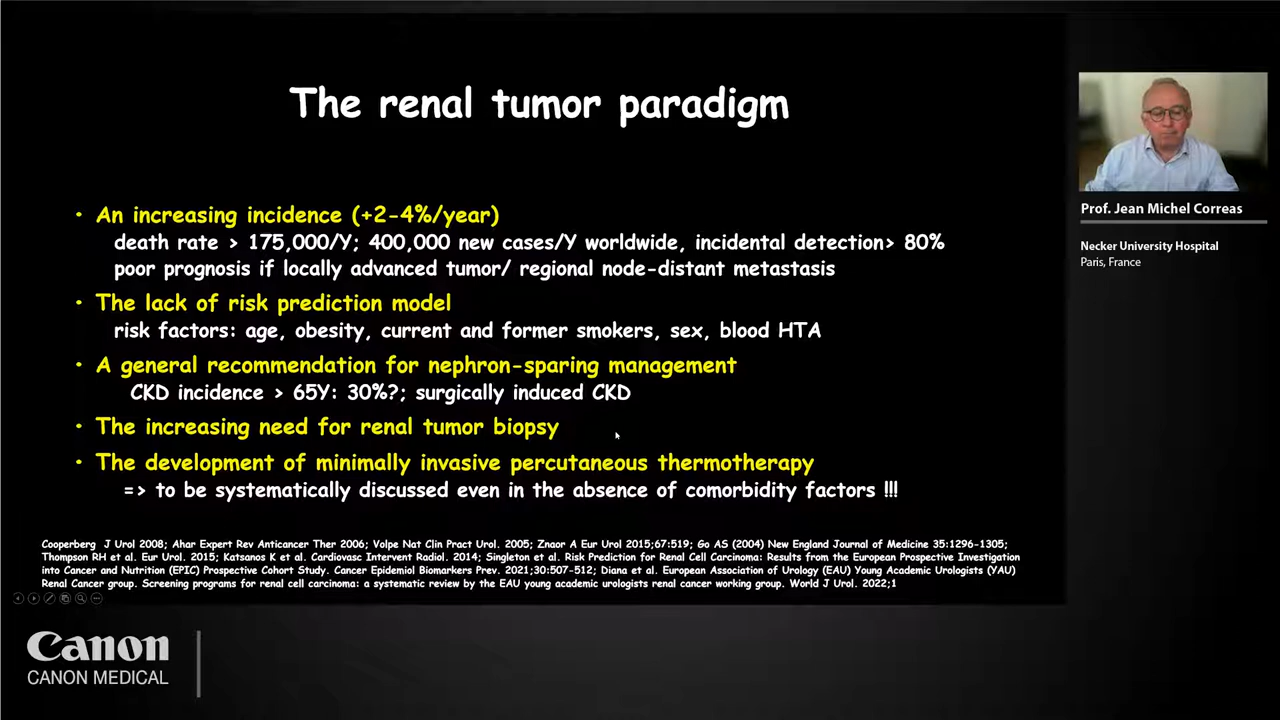 The renal tumor paradigm
• An increasing incidence (+2-4%/year)
death rate > 175,000/Y; 400,000 new cases/Y worldwide, incidental detection> 80%
poor prognosis if locally advanced tumor/ regional node-distant metastasis
• The lack of risk prediction model
risk factors: age, obesity, current and former smokers, sex, blood HTA
• A general recommendation for nephron-sparing management
CKD incidence > 65Y: 30%?; surgically induced CKD
• The increasing need for renal tumor biopsy
• The development of minimally invasive percutaneous thermotherapy
=> to be systematically discussed even in the absence of comorbidity factors !!!
Cooperberg J Urol 2008; Ahar Expert Rev Anticancer Ther 2006; Volpe Nat Clin Pract Urol. 2005; Znaor A Eur Urol 2015;67:519; Go AS (2004) New England Journal of Medicine 35:1296-1305;
Thompson RH et al. Eur Urol. 2015; Katsanos K et al. Cardiovasc Intervent Radiol. 2014; Singleton et al. Risk Prediction for Renal Cell Carcinoma: Results from the European Prospective Investigation
into Cancer and Nutrition (EPIC) Prospective Cohort Study. Cancer Epidemiol Biomarkers Prev. 2021;30:507-512; Diana et al. European Association of Urology (EAU) Young Academic Urologists (YAU)
Renal Cancer group. Screening programs for renal cell carcinoma: a systematic review by the EAU young academic urologists renal cancer working group. World J Urol. 2022;1
Prof. Jean Michel Correas
Necker University Hospital
Paris, France
Canon
CANON MEDICAL